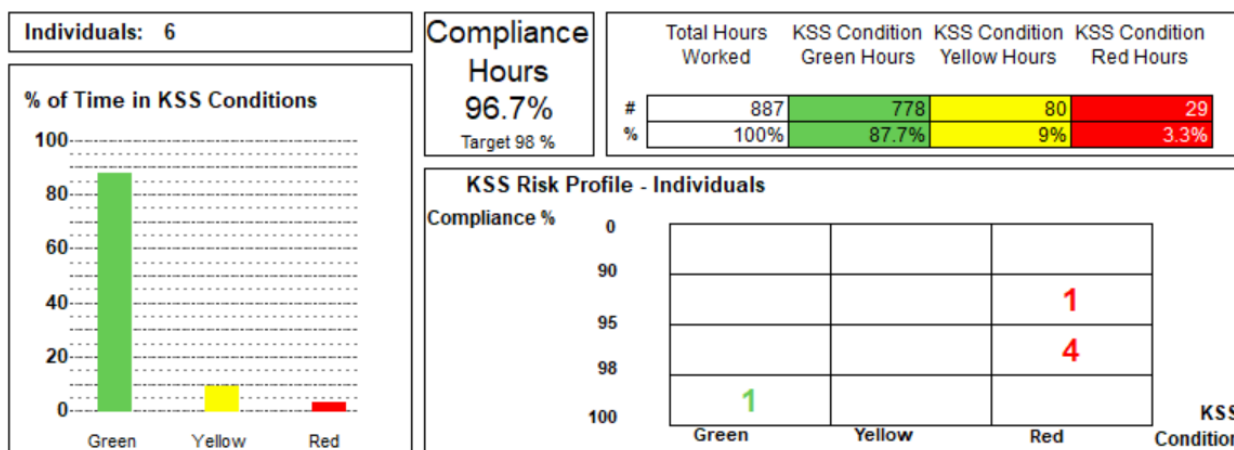 Individuals: 6
% of Time in KSS Conditions
100
80
60
40
20
0
Green Yellow Red
Compliance
Hours
96.7%
Target 98 %
Total Hours KSS Condition KSS Condition KSS Condition
Worked Green Hours Yellow Hours Red Hours
# 887 778 80 29
% 100% 87.7% 9% 3.3%
KSS Risk Profile - Individuals
Compliance %
0
90
1
95
4
98
1
100
Green Yellow Red
KSS
Condition